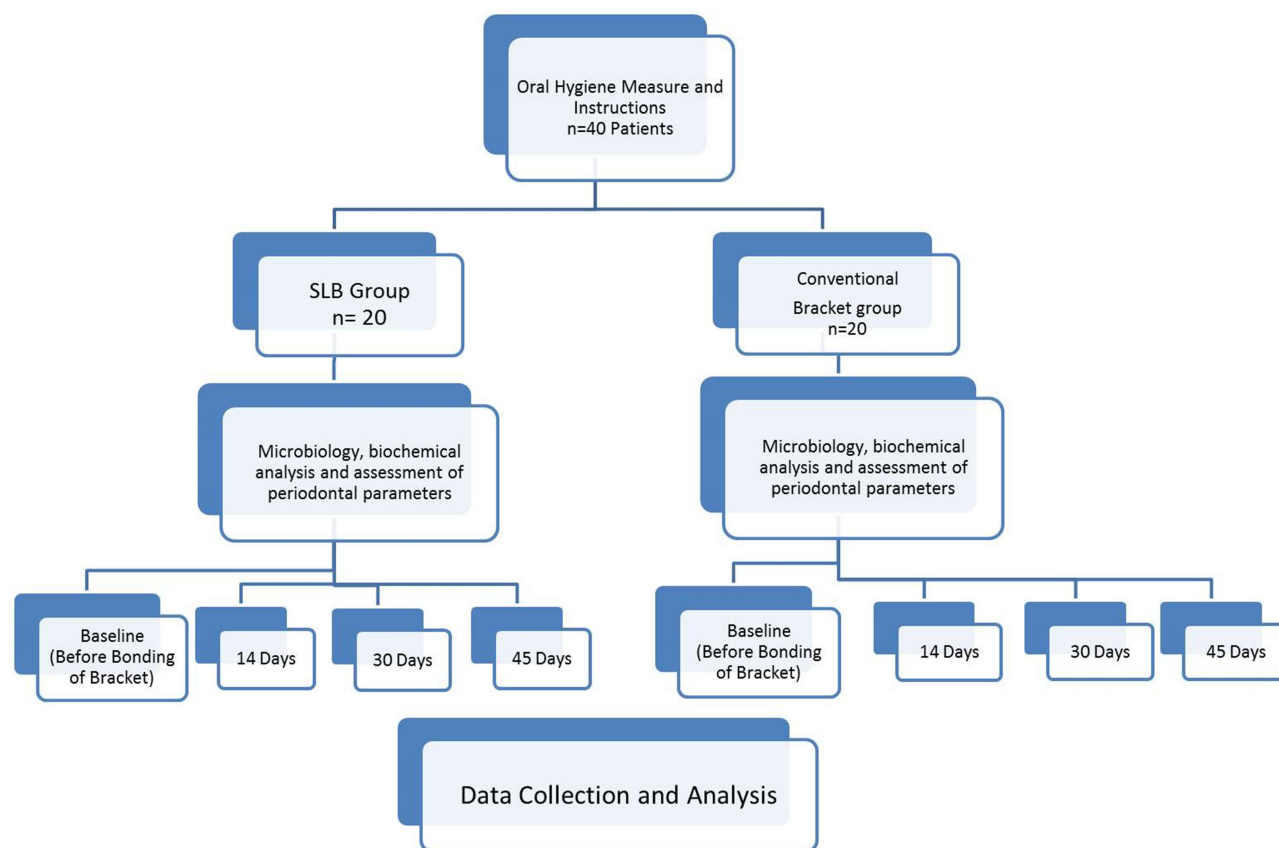 Oral Hygiene Measure and
Instructions
n=40 Patients
SLB Group
n= 20
Conventional
Bracket group
n=20
Microbiology, biochemical
analysis and assessment of
periodontal parameters
Microbiology, biochemical
analysis and assessment of
periodontal parameters
Baseline
(Before Bonding
of Bracket)
14 Days
30 Days
45 Days
Baseline
(Before Bonding
of Bracket)
14 Days
30 Days
45 Days
Data Collection and Analysis